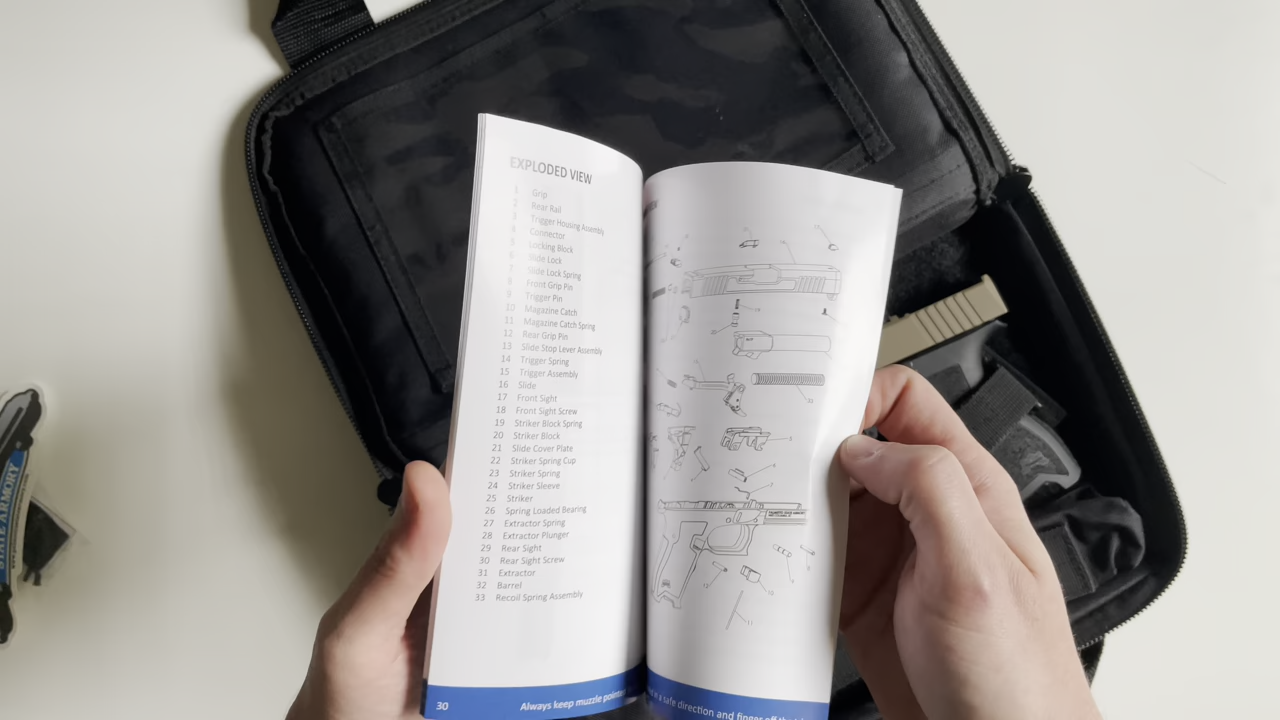 EXPLODED VIEW
1 Grip
2 Rear Rail
3 Trigger Housing Assembly
4 Connector
5 Locking Block
6 Slide Lock
7 Slide Lock Spring
8 Front Grip Pin
9 Trigger Pin
10 Magazine Catch
11 Magazine Catch Spring
12 Rear Grip Pin
13 Slide Stop Lever Assembly
14 Trigger Spring
15 Trigger Assembly
16 Slide
17 Front Sight
18 Front Sight Screw
19 Striker Block Spring
20 Striker Block
21 Slide Cover Plate
22 Striker Spring Cup
23 Striker Spring
24 Striker Sleeve
25 Striker
26 Spring Loaded Bearing
27 Extractor Spring
28 Extractor Plunger
29 Rear Sight
30 Rear Sight Screw
31 Extractor
32 Barrel
33 Recoil Spring Assembly
30 Always keep muzzle pointed
in a safe direction and finger off the
STATE ARMORY